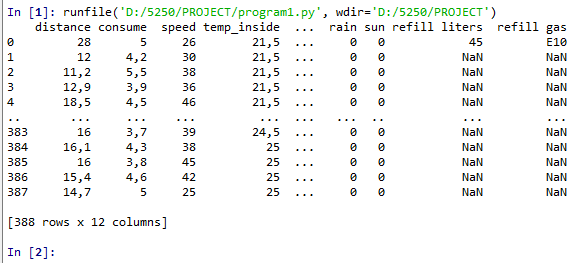 In [1]: runfile('D:/5250/PROJECT/program1.py', wdir='D:/5250/PROJECT')
    distance consume  speed temp_inside  ...  rain sun refill liters  refill gas
0         28       5     26        21,5  ...     0   0            45         E10
1         12     4,2     30        21,5  ...     0   0           NaN         NaN
2       11,2     5,5     38        21,5  ...     0   0           NaN         NaN
3       12,9     3,9     36        21,5  ...     0   0           NaN         NaN
4       18,5     4,5     46        21,5  ...     0   0           NaN         NaN
..       ...     ...    ...         ...  ...   ...  ..           ...         ...
383       16     3,7     39        24,5  ...     0   0           NaN         NaN
384     16,1     4,3     38          25  ...     0   0           NaN         NaN
385       16     3,8     45          25  ...     0   0           NaN         NaN
386     15,4     4,6     42          25  ...     0   0           NaN         NaN
387     14,7       5     25          25  ...     0   0           NaN         NaN
[388 rows x 12 columns]
In [2]: